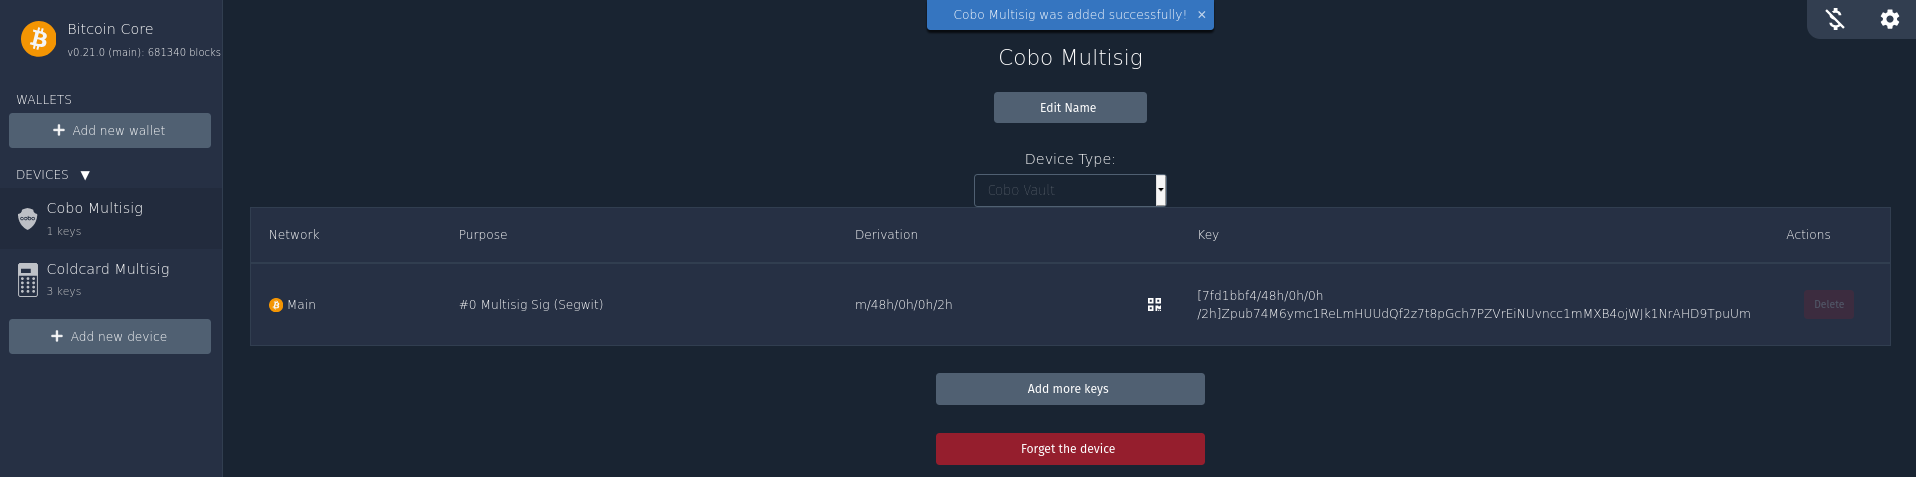 Bitcoin Core
v0.21.0 (main): 681340 blocks
WALLETS
+ Add new wallet
DEVICES ▼
cobo
Cobo Multisig
1 keys
Coldcard Multisig
3 keys
+ Add new device
Cobo Multisig was added successfully! ×
Cobo Multisig
Edit Name
Device Type:
Cobo Vault
Network Purpose Derivation Key Actions
Main #0 Multisig Sig (Segwit) m/48h/0h/0h/2h [7fd1bbf4/48h/0h/0h
/2h]Zpub74M6ymc1ReLmHUUdQf2z7t8pGch7PZVrEiNUvncc1mMXB4ojWJk1NrAHD9TpuUm Delete
Add more keys
Forget the device